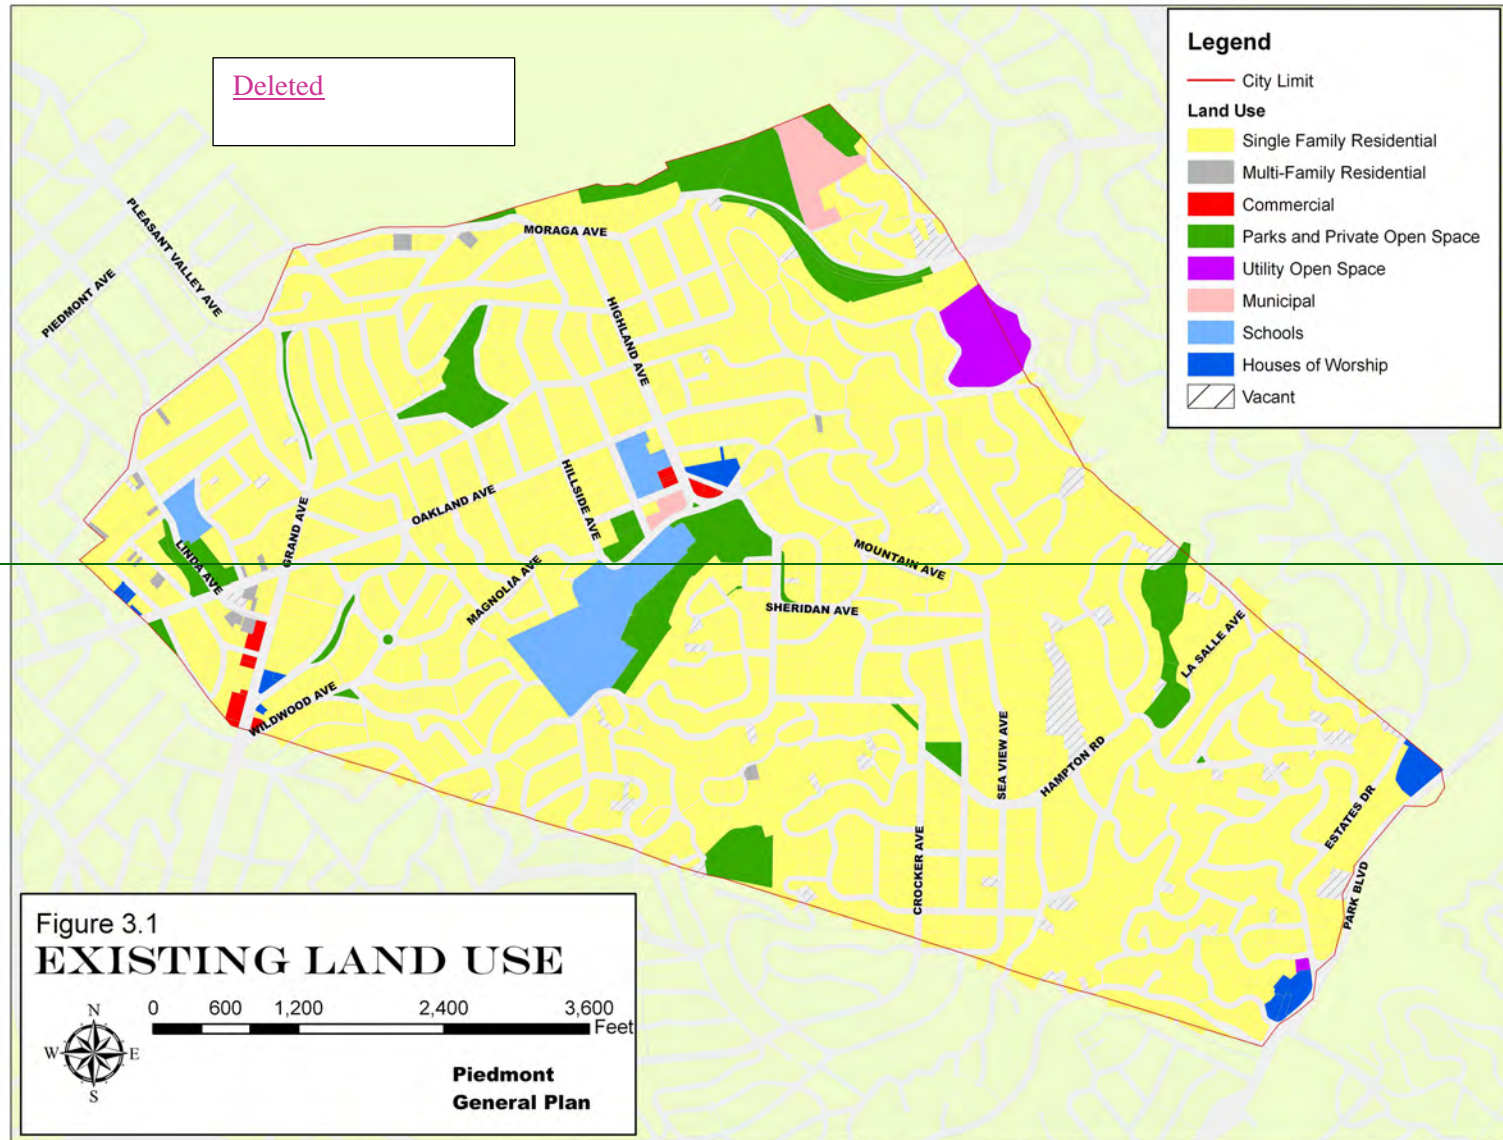 Deleted
Legend
City Limit
Land Use
Single Family Residential
Multi-Family Residential
Commercial
Parks and Private Open Space
Utility Open Space
Municipal
Schools
Houses of Worship
Vacant
PLEASANT VALLEY AVE
PIEDMONT AVE
MORAGA AVE
HIGHLAND AVE
OAKLAND AVE
HILLSIDE AVE
GRAND AVE
LINDA AVE
MAGNOLIA AVE
MOUNTAIN AVE
SHERIDAN AVE
WILDWOOD AVE
LA SALLE AVE
SEA VIEW AVE
HAMPTON RD
CROCKER AVE
ESTATES DR
PARK BLVD
Figure 3.1
EXISTING LAND USE
0 600 1,200 2,400 3,600
Feet
N
W E
S
Piedmont
General Plan